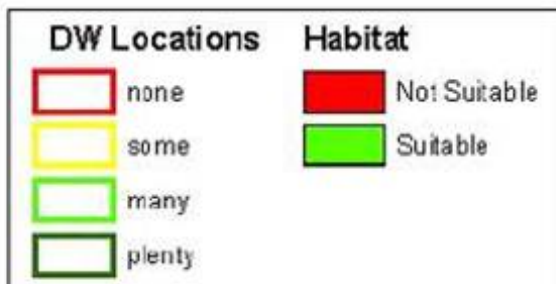 DW Locations
none
some
many
plenty
Habitat
Not Suitable
Suitable